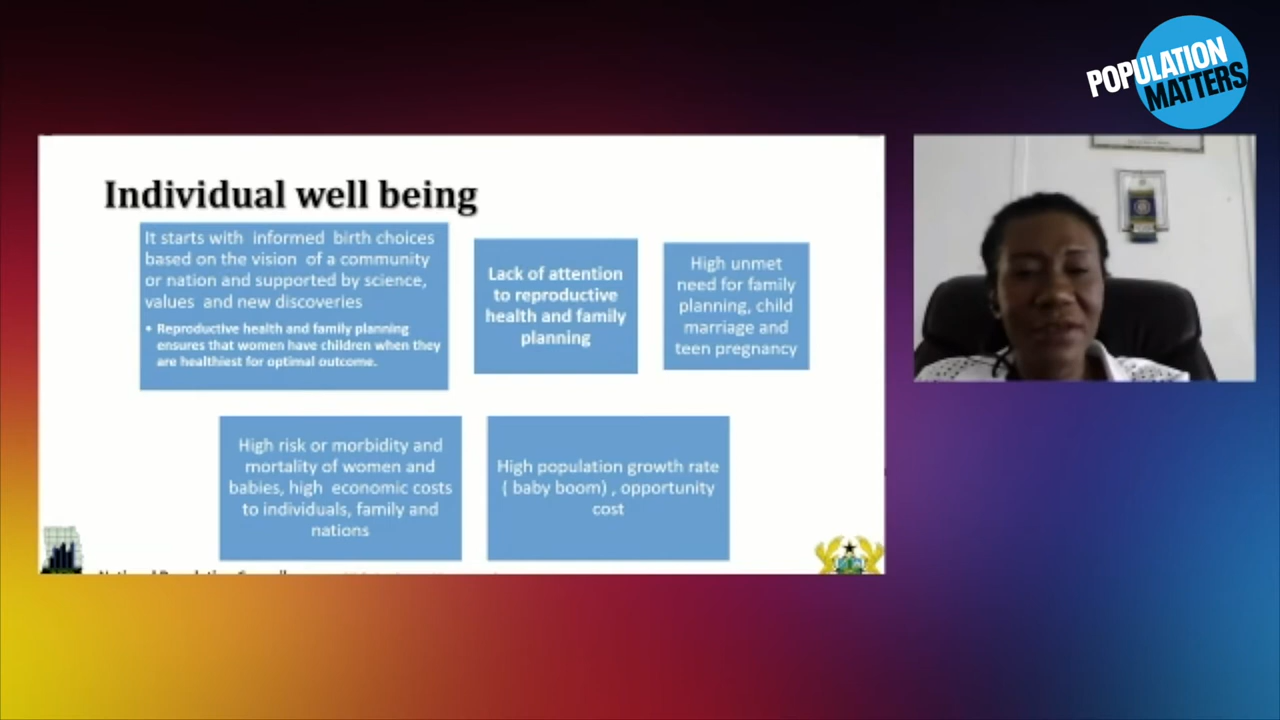 POPULATION
MATTERS
Individual well being
It starts with informed birth choices
based on the vision of a community
or nation and supported by science,
values and new discoveries
• Reproductive health and family planning
ensures that women have children when they
are healthiest for optimal outcome.
Lack of attention
to reproductive
health and family
planning
High unmet
need for family
planning, child
marriage and
teen pregnancy
High risk or morbidity and
mortality of women and
babies, high economic costs
to individuals, family and
nations
High population growth rate
( baby boom) , opportunity
cost